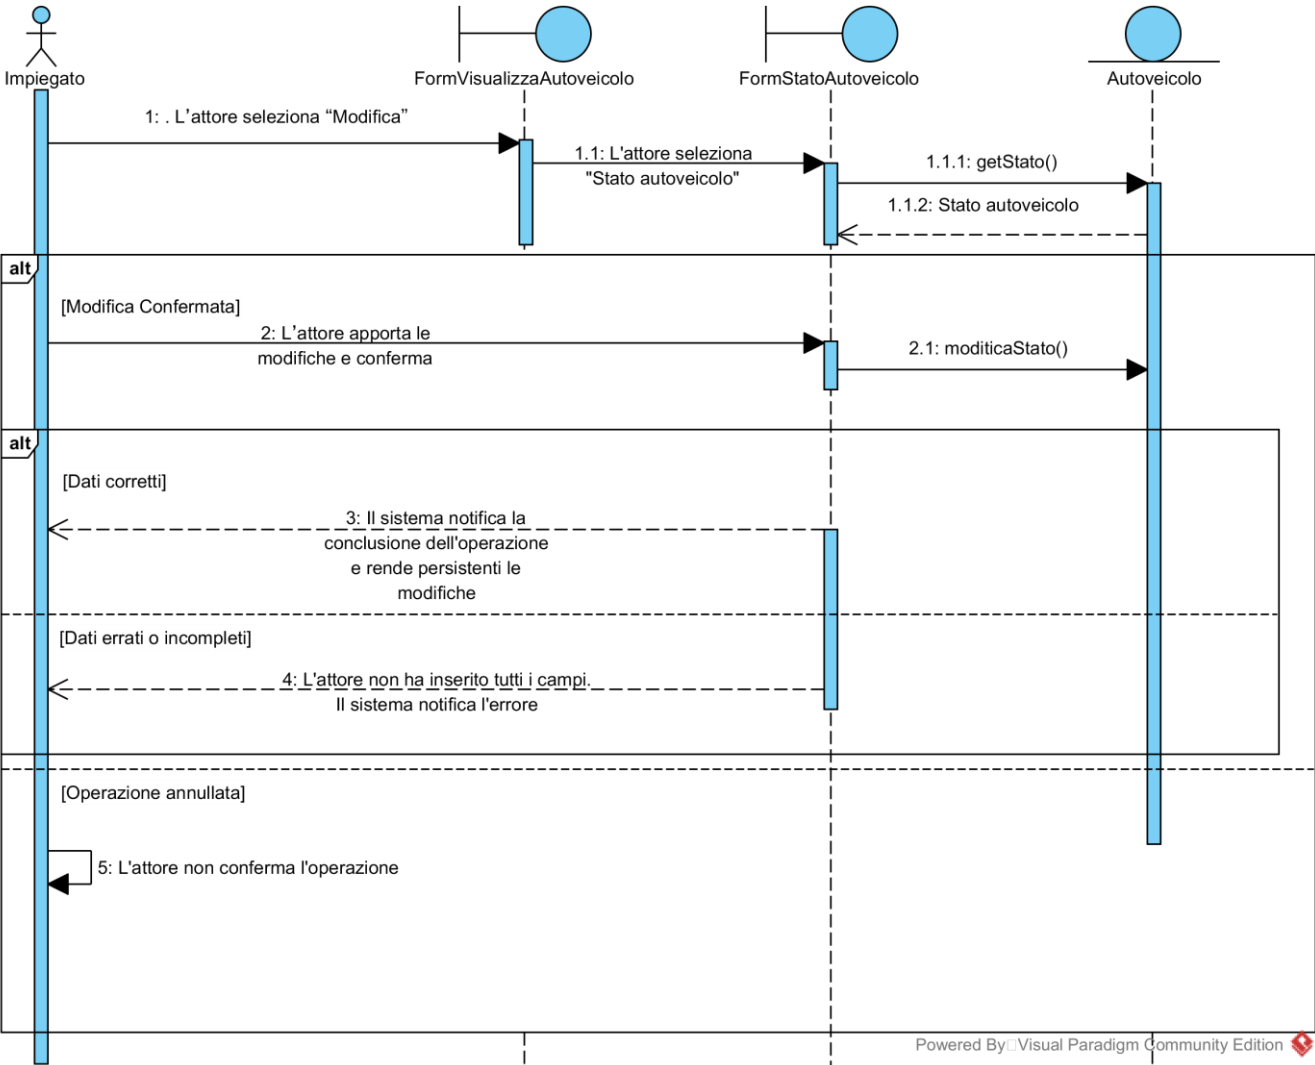 Impiegato
FormVisualizzaAutoveicolo
FormStatoAutoveicolo
Autoveicolo
1: . L'attore seleziona “Modifica”
1.1: L'attore seleziona
"Stato autoveicolo"
1.1.1: getStato()
1.1.2: Stato autoveicolo
alt
[Modifica Confermata]
2: L'attore apporta le
modifiche e conferma
2.1: moditicaStato()
alt
[Dati corretti]
3: Il sistema notifica la
conclusione dell'operazione
e rende persistenti le
modifiche
[Dati errati o incompleti]
4: L'attore non ha inserito tutti i campi.
Il sistema notifica l'errore
[Operazione annullata]
5: L'attore non conferma l'operazione
Powered By Visual Paradigm Community Edition